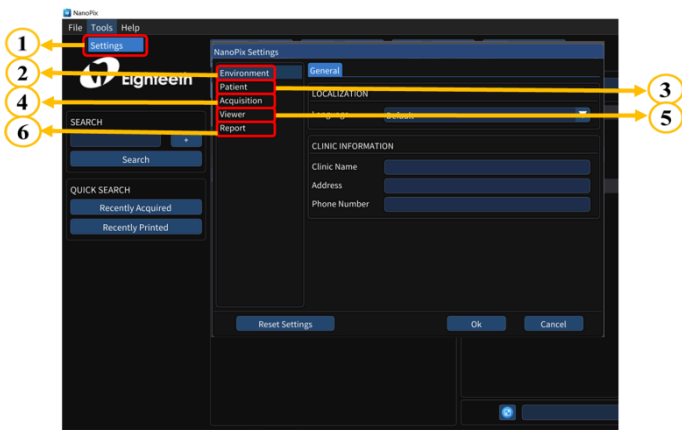 NanoPix
File Tools Help
Settings
Eighteeth
SEARCH
+
Search
QUICK SEARCH
Recently Acquired
Recently Printed
NanoPix Settings
Environment
Patient
Acquisition
Viewer
Report
General
LOCALIZATION
Language Default
CLINIC INFORMATION
Clinic Name
Address
Phone Number
Reset Settings Ok Cancel
1
2
4
6
3
5